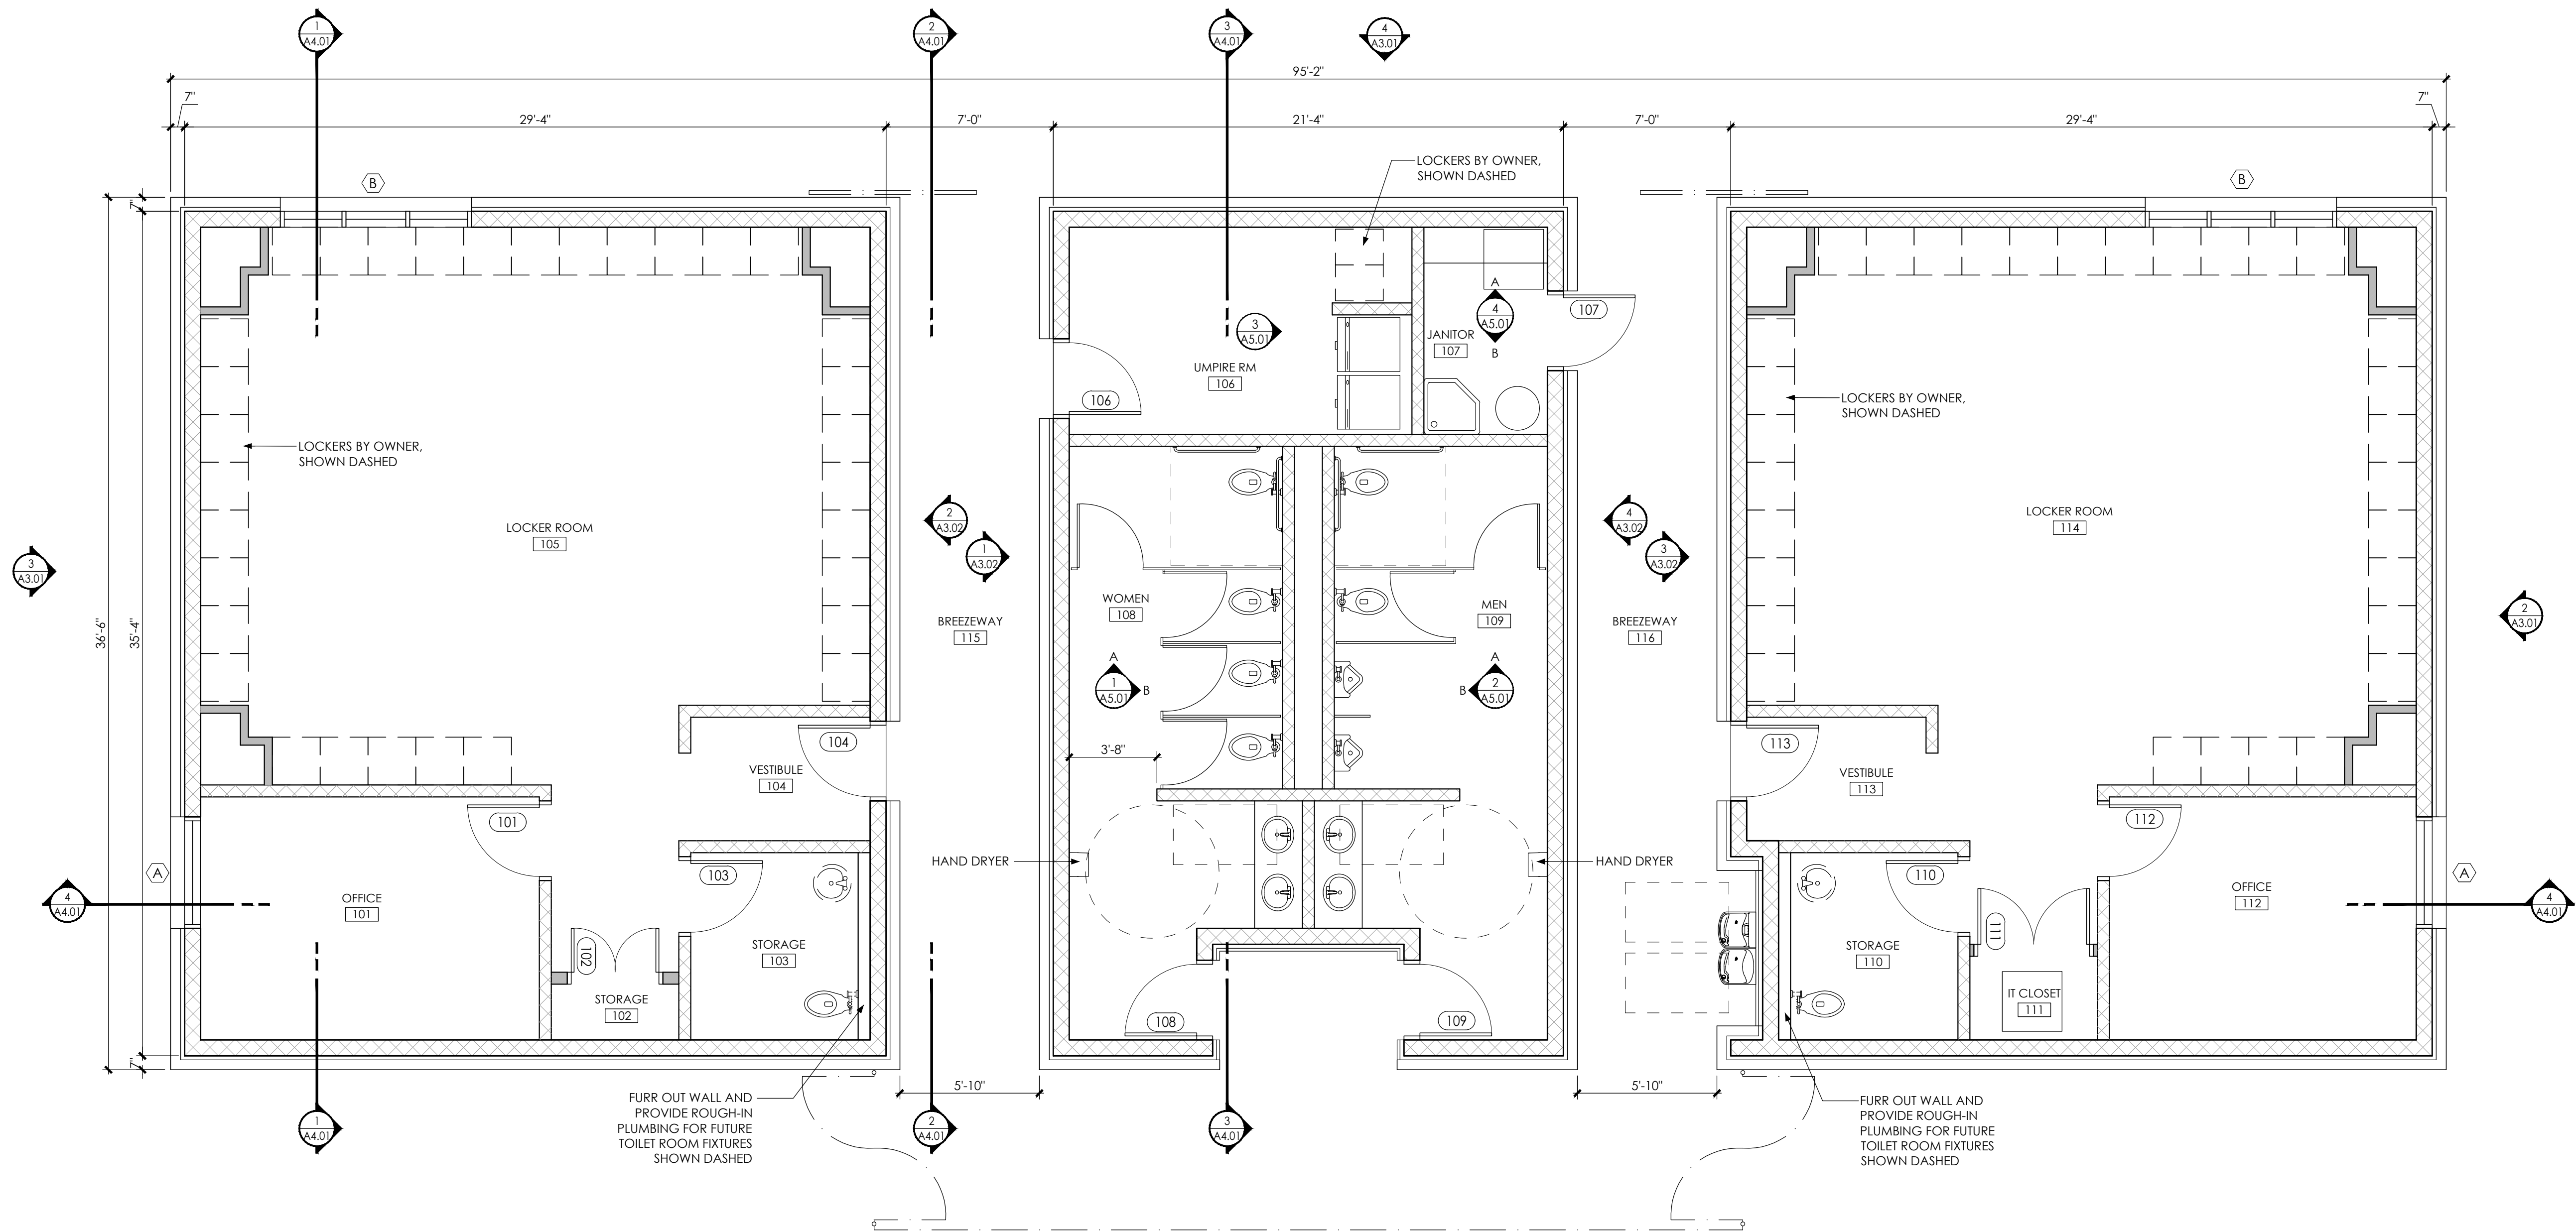 1
A4.01
2
A4.01
3
A4.01
4
A3.01
95'-2"
7"
29'-4"
7'-0"
21'-4"
7'-0"
29'-4"
7"
LOCKERS BY OWNER,
SHOWN DASHED
B
B
7"
36'-6"
35'-4"
7"
A
4
A5.01
B
107
JANITOR
107
3
A5.01
UMPIRE RM
106
106
LOCKERS BY OWNER,
SHOWN DASHED
LOCKERS BY OWNER,
SHOWN DASHED
LOCKER ROOM
105
2
A3.02
1
A3.02
4
A3.02
3
A3.02
LOCKER ROOM
114
3
A3.01
2
A3.01
WOMEN
108
MEN
109
BREEZEWAY
115
BREEZEWAY
116
A
1
A5.01
B
A
B
2
A5.01
104
3'-8"
113
VESTIBULE
104
VESTIBULE
113
101
112
103
HAND DRYER
HAND DRYER
110
A
A
4
A4.01
OFFICE
101
OFFICE
112
4
A4.01
102
STORAGE
103
STORAGE
110
111
STORAGE
102
IT CLOSET
111
108
109
5'-10"
5'-10"
FURR OUT WALL AND
PROVIDE ROUGH-IN
PLUMBING FOR FUTURE
TOILET ROOM FIXTURES
SHOWN DASHED
FURR OUT WALL AND
PROVIDE ROUGH-IN
PLUMBING FOR FUTURE
TOILET ROOM FIXTURES
SHOWN DASHED
1
A4.01
2
A4.01
3
A4.01